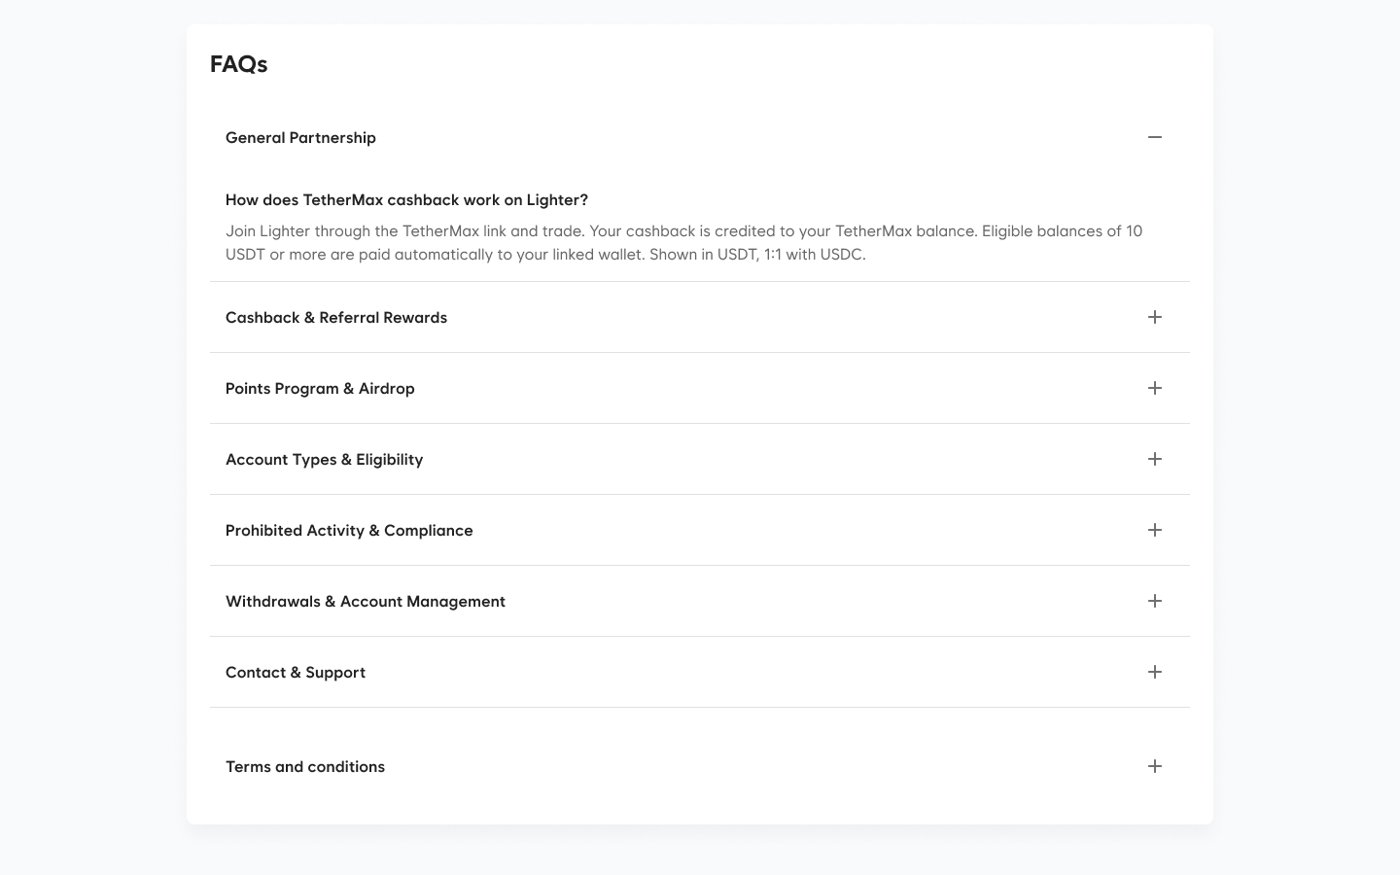 FAQs
General Partnership
How does TetherMax cashback work on Lighter?
Join Lighter through the TetherMax link and trade. Your cashback is credited to your TetherMax balance. Eligible balances of 10
USDT or more are paid automatically to your linked wallet. Shown in USDT, 1:1 with USDC.
Cashback & Referral Rewards
Points Program & Airdrop
Account Types & Eligibility
Prohibited Activity & Compliance
Withdrawals & Account Management
Contact & Support
Terms and conditions